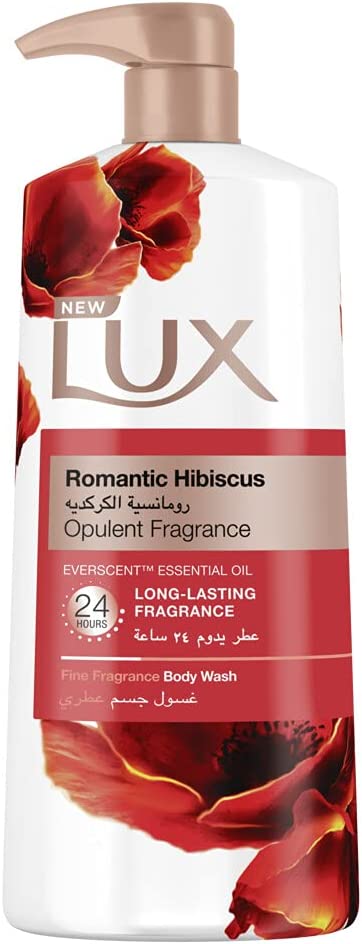 NEW
LUX
Romantic Hibiscus
رومانسية الكركديه
Opulent Fragrance
EVERSCENT™ ESSENTIAL OIL
24 HOURS
LONG-LASTING
FRAGRANCE
عطر يدوم ٢٤ ساعة
Fine Fragrance Body Wash
غسول جسم عطري